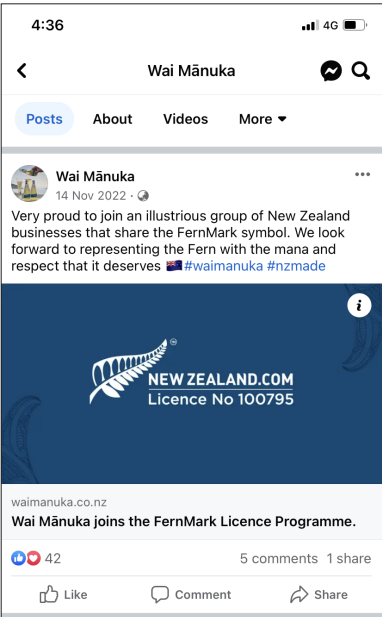 4:36
4G
Wai Mānuka
Posts About Videos More
Wai Mānuka
14 Nov 2022 ·
Very proud to join an illustrious group of New Zealand
businesses that share the FernMark symbol. We look
forward to representing the Fern with the mana and
respect that it deserves 🇳🇿#waimanuka #nzmade
NEW ZEALAND.COM
Licence No 100795
waimanuka.co.nz
Wai Mānuka joins the FernMark Licence Programme.
42 5 comments 1 share
Like Comment Share